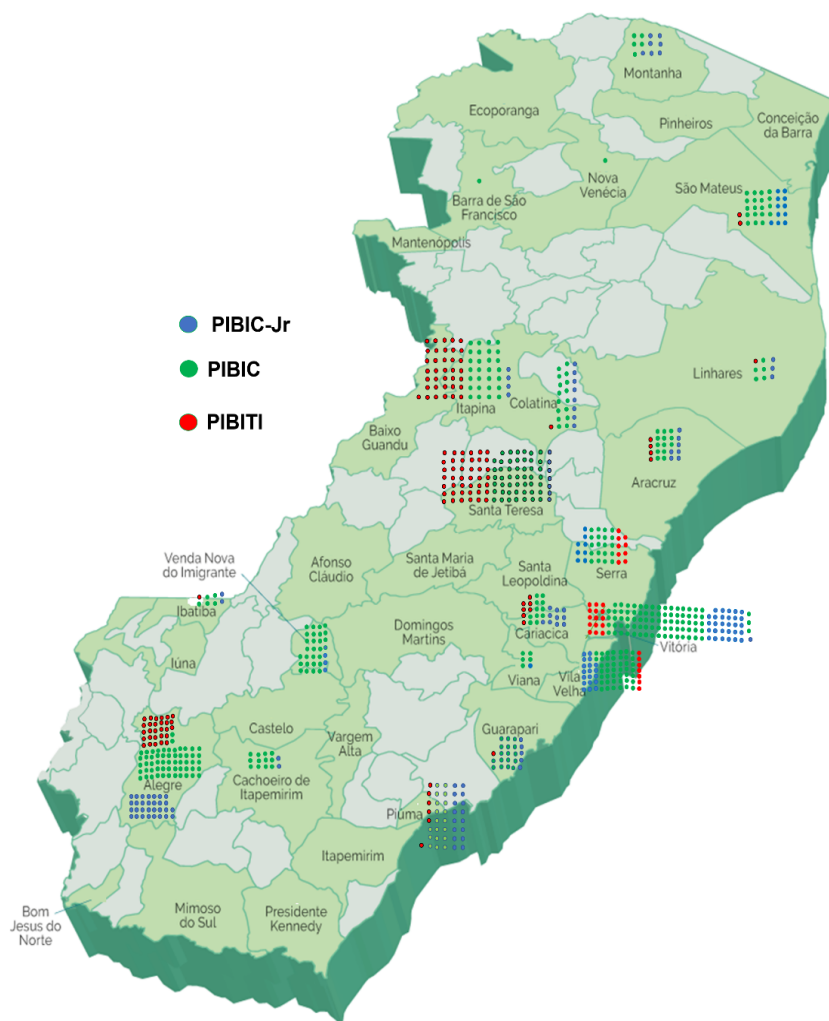 Montanha
Ecoporanga
Pinheiros
Conceição
da Barra
Nova
Venécia
São Mateus
Barra de São
Francisco
Mantenópolis
PIBIC-Jr
PIBIC
PIBITI
Linhares
Itapina
Colatina
Baixo
Guandu
Aracruz
Santa Teresa
Venda Nova
do Imigrante
Afonso
Cláudio
Santa Maria
de Jetibá
Santa
Leopoldina
Serra
Ibatiba
Domingos
Martins
Cariacica
Vitória
Iúna
Viana
Vila
Velha
Castelo
Vargem
Alta
Guarapari
Alegre
Cachoeiro de
Itapemirim
Piúma
Itapemirim
Bom
Jesus do
Norte
Mimoso
do Sul
Presidente
Kennedy